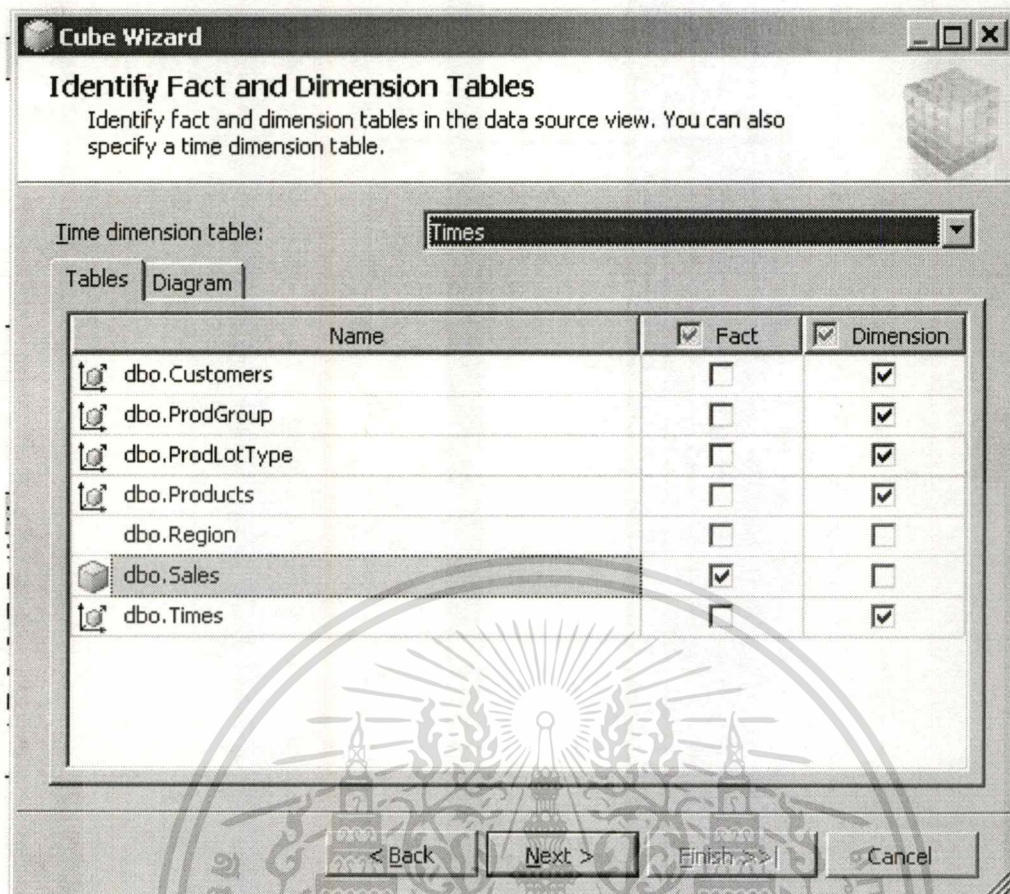 Cube Wizard
Identify Fact and Dimension Tables
Identify fact and dimension tables in the data source view. You can also
specify a time dimension table.
Time dimension table: Times
Tables Diagram
Name Fact Dimension
dbo.Customers
dbo.ProdGroup
dbo.ProdLotType
dbo.Products
dbo.Region
dbo.Sales
dbo.Times
< Back Next > Finish >>| Cancel